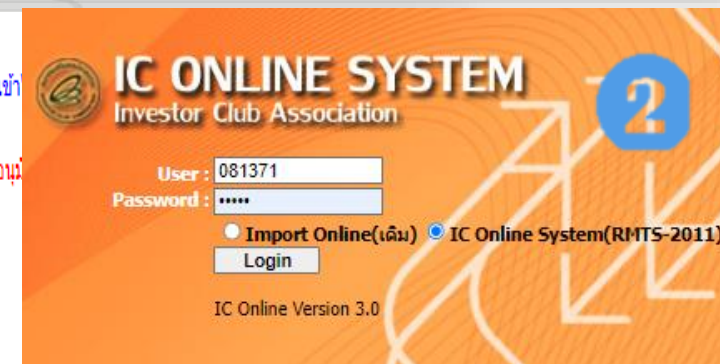 IC ONLINE SYSTEM
Investor Club Association
2
User : 081371
Password : •••••
Import Online(เดิม) IC Online System(RMTS-2011)
Login
IC Online Version 3.0